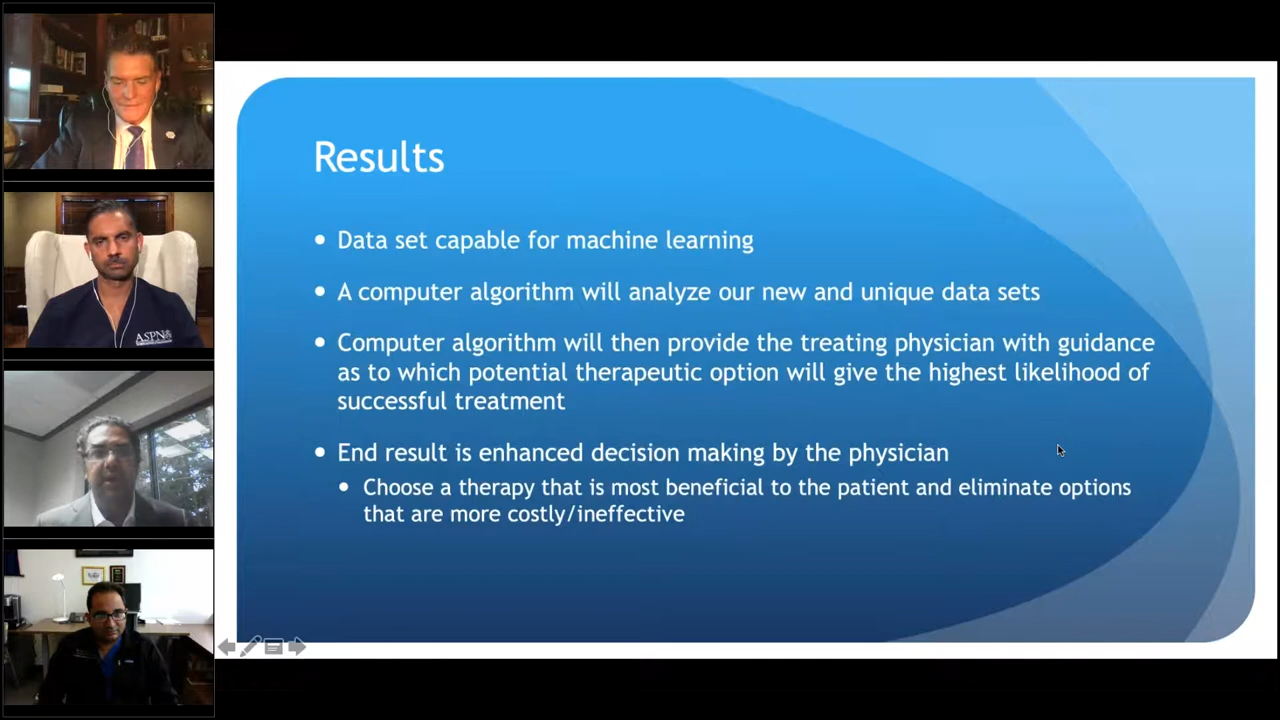 Results
Data set capable for machine learning
A computer algorithm will analyze our new and unique data sets
Computer algorithm will then provide the treating physician with guidance
as to which potential therapeutic option will give the highest likelihood of
successful treatment
End result is enhanced decision making by the physician
Choose a therapy that is most beneficial to the patient and eliminate options
that are more costly/ineffective
ASPN